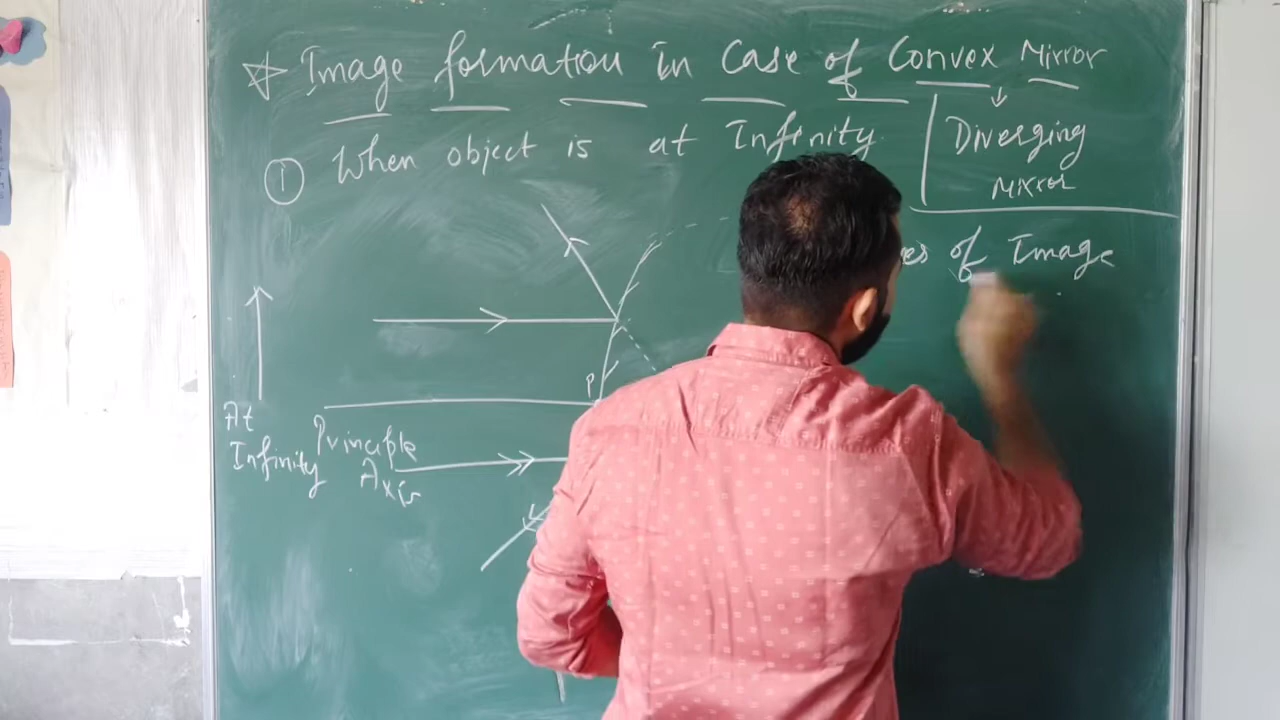 Image formation in Case of Convex Mirror
① When object is at Infinity
Diverging
Mirror
of Image
P
At
Infinity
Principle
Axis